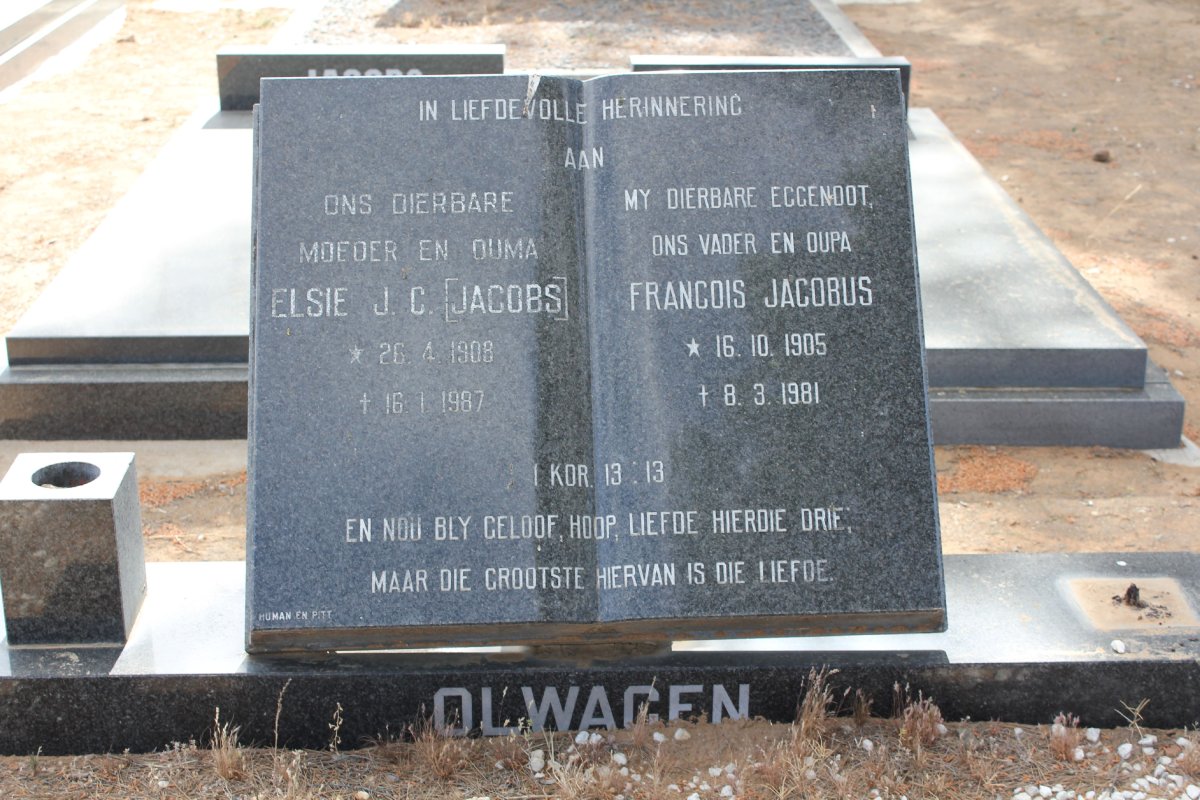 JACOBS
IN LIEFDEVOLLE HERINNERING
AAN
ONS DIERBARE
MOEDER EN OUMA
ELSIE J. C. [JACOBS]
★ 26. 4. 1908
† 16. 1. 1987
MY DIERBARE EGGENOOT,
ONS VADER EN OUPA
FRANCOIS JACOBUS
★ 16. 10. 1905
† 8. 3. 1981
I KOR. 13 : 13
EN NOU BLY GELOOF, HOOP, LIEFDE HIERDIE DRIE;
MAAR DIE GROOTSTE HIERVAN IS DIE LIEFDE.
HUMAN EN PITT
OLWAGEN